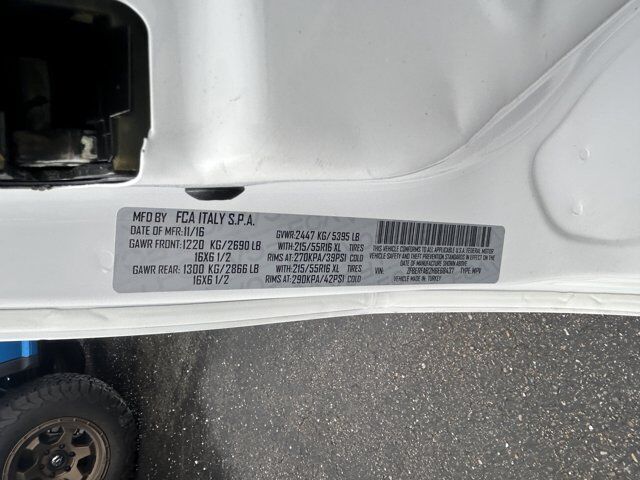 MFD BY FCA ITALY S.P.A.
DATE OF MFR: 11/16 GVWR: 2447 KG/5395 LB
GAWR FRONT: 1220 KG/2690 LB WITH: 215/55R16 XL TIRES
16X6 1/2 RIMS AT: 270KPA/39PSI COLD
GAWR REAR: 1300 KG/2866 LB WITH: 215/55R16 XL TIRES
16X6 1/2 RIMS AT: 290KPA/42PSI COLD
THIS VEHICLE CONFORMS TO ALL APPLICABLE U.S. FEDERAL MOTOR
VEHICLE SAFETY AND THEFT PREVENTION STANDARDS IN EFFECT ON THE
DATE OF MANUFACTURE SHOWN ABOVE.
VIN: TYPE: MPV
VEHICLE MADE IN: TURKEY